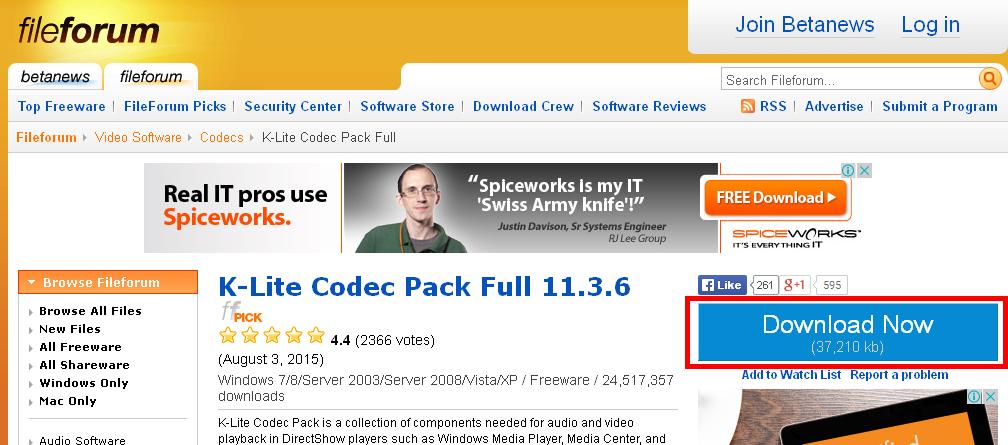 fileforum
Join Betanews Log in
betanews fileforum
Search Fileforum...
Top Freeware | FileForum Picks | Security Center | Software Store | Download Crew | Software Reviews
RSS | Advertise | Submit a Program
Fileforum Video Software Codecs K-Lite Codec Pack Full
Real IT pros use
Spiceworks.
“Spiceworks is my IT
'Swiss Army knife'!”
Justin Davison, Sr Systems Engineer
RJ Lee Group
FREE Download
SPICEWORKS™
IT'S EVERYTHING IT
Browse Fileforum
Browse All Files
New Files
All Freeware
All Shareware
Windows Only
Mac Only
Audio Software
K-Lite Codec Pack Full 11.3.6
ff PICK
4.4 (2366 votes)
(August 3, 2015)
Windows 7/8/Server 2003/Server 2008/Vista/XP / Freeware / 24,517,357
downloads
K-Lite Codec Pack is a collection of components needed for audio and video
playback in DirectShow players such as Windows Media Player, Media Center, and
Like 261 g+1 595
Download Now
(37,210 kb)
Add to Watch List Report a problem